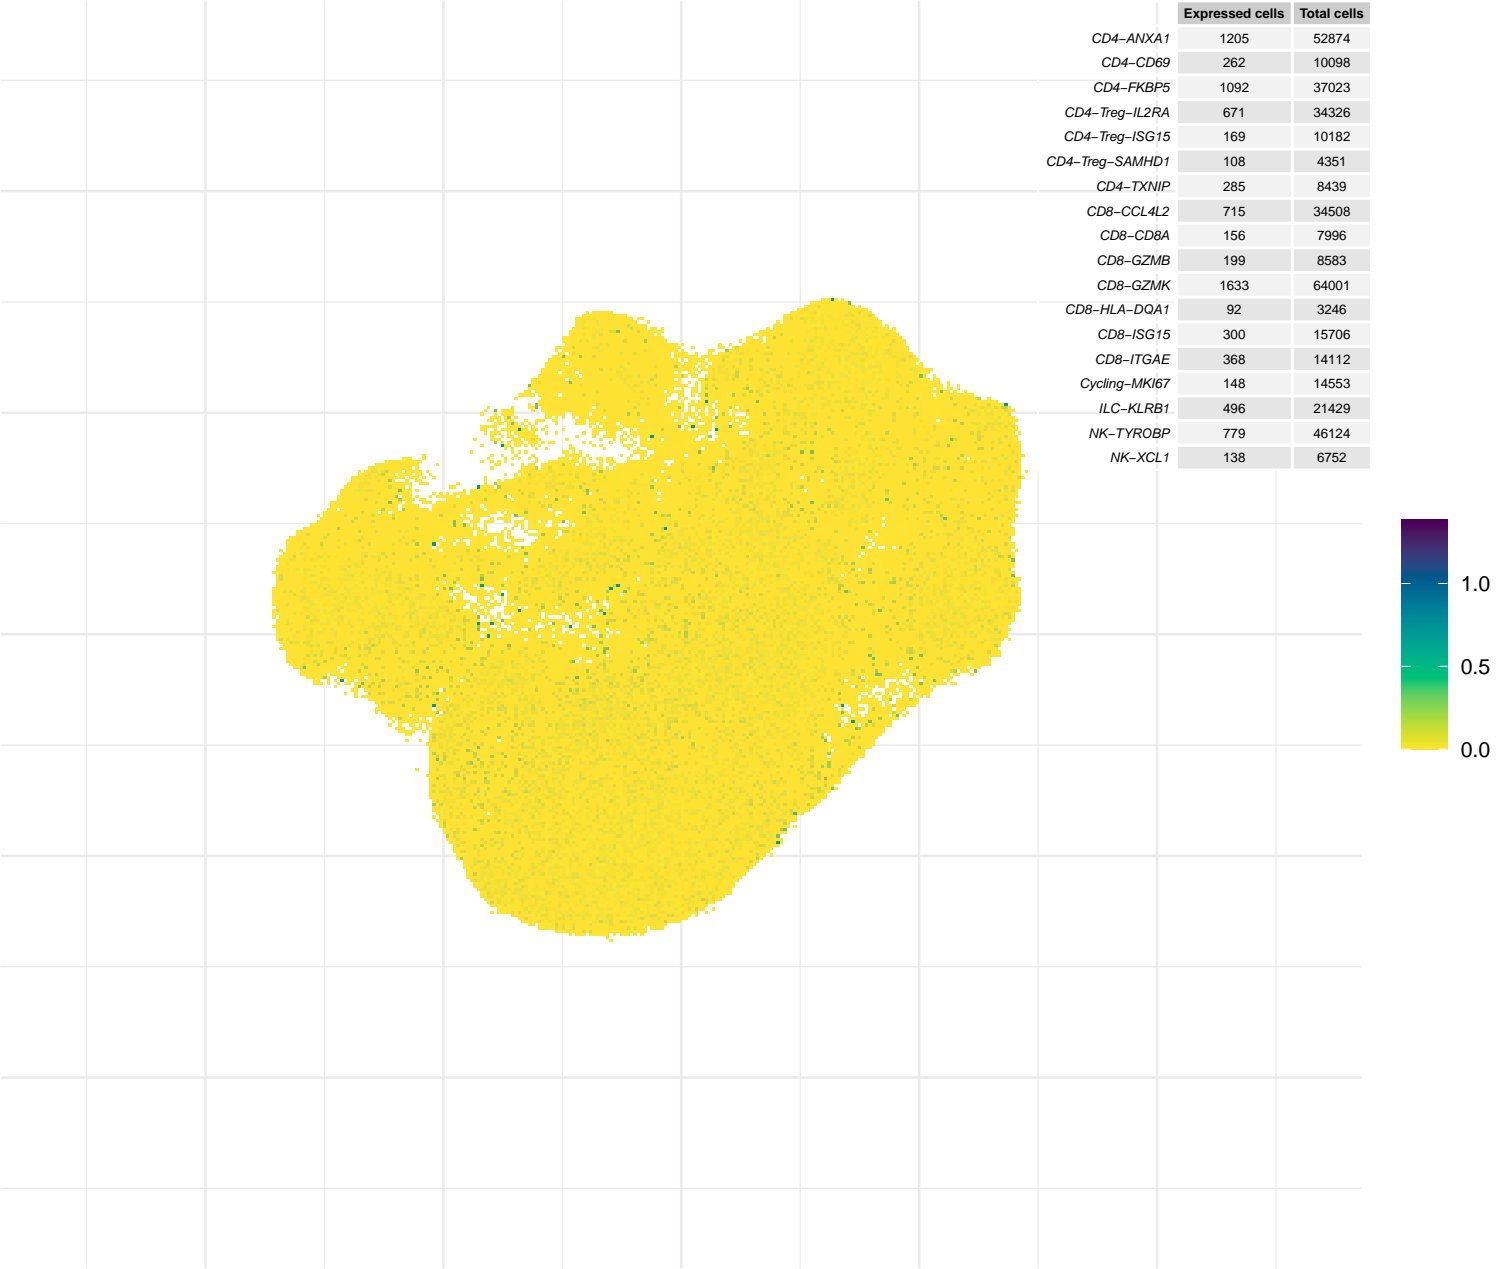 Expressed cells Total cells
CD4−ANXA1 1205 52874
CD4−CD69 262 10098
CD4−FKBP5 1092 37023
CD4−Treg−IL2RA 671 34326
CD4−Treg−ISG15 169 10182
CD4−Treg−SAMHD1 108 4351
CD4−TXNIP 285 8439
CD8−CCL4L2 715 34508
CD8−CD8A 156 7996
CD8−GZMB 199 8583
CD8−GZMK 1633 64001
CD8−HLA−DQA1 92 3246
CD8−ISG15 300 15706
CD8−ITGAE 368 14112
Cycling−MKI67 148 14553
ILC−KLRB1 496 21429
NK−TYROBP 779 46124
NK−XCL1 138 6752
1.0
0.5
0.0